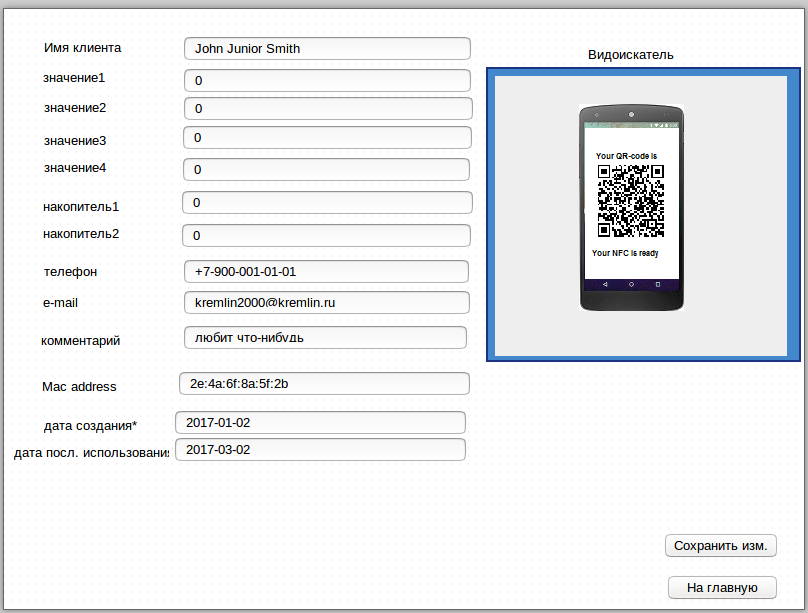 Имя клиента John Junior Smith
значение1 0
значение2 0
значение3 0
значение4 0
накопитель1 0
накопитель2 0
телефон +7-900-001-01-01
e-mail kremlin2000@kremlin.ru
комментарий любит что-нибудь
Mac address 2e:4a:6f:8a:5f:2b
дата создания* 2017-01-02
дата посл. использования 2017-03-02
Видоискатель
Your QR-code is
Your NFC is ready
Сохранить изм.
На главную